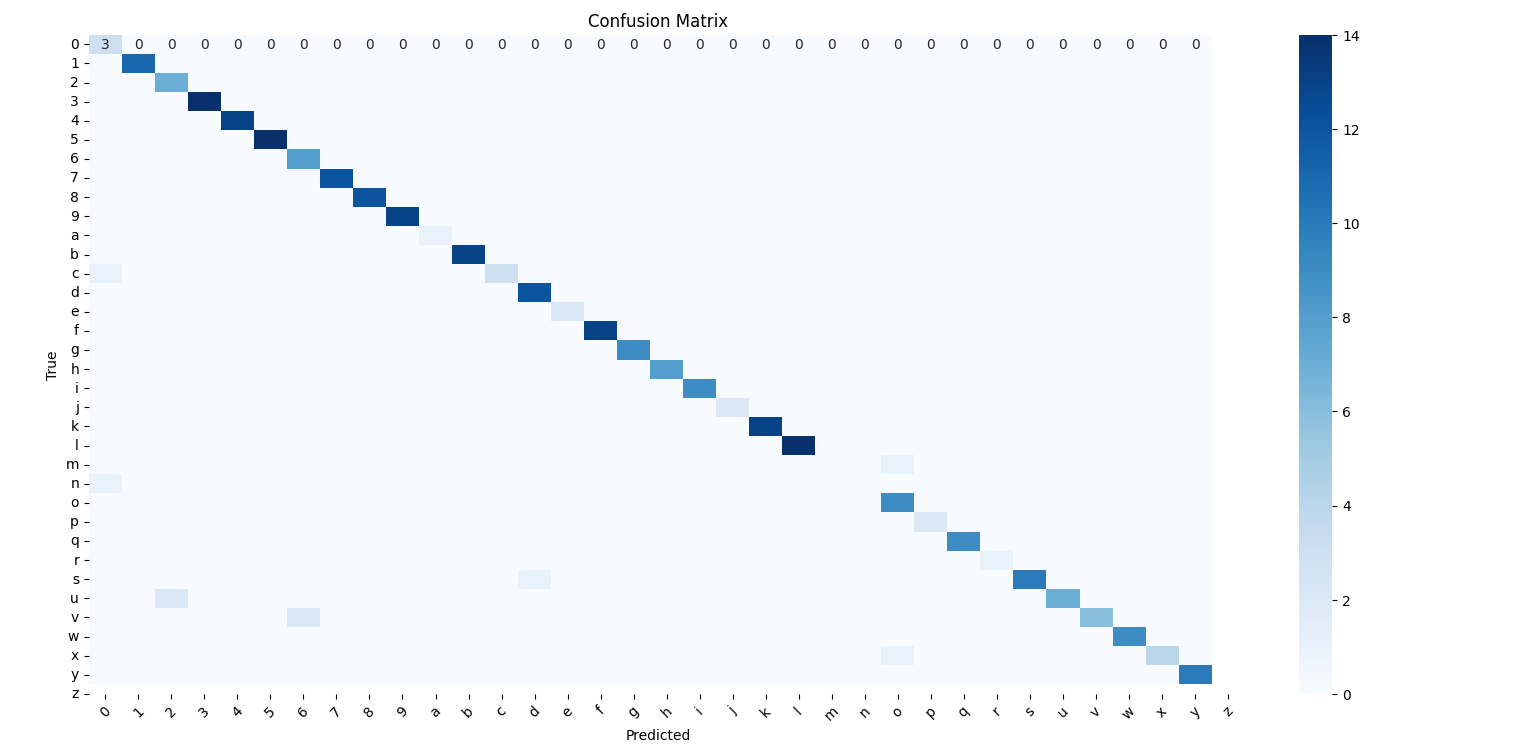 Confusion Matrix
0 3 0 0 0 0 0 0 0 0 0 0 0 0 0 0 0 0 0 0 0 0 0 0 0 0 0 0 0 0 0 0 0 0 0 14
1
2
3
4 12
5
6
7
8 10
9
a
b
c 8
d
e
f
g
True
h 6
i
j
k
l 4
m
n
o
p
q
r
s
u 2
v
w
x
y
z 0
0 1 2 3 4 5 6 7 8 9 a b c d e f g h i j k l m n o p q r s u v w x y z
Predicted